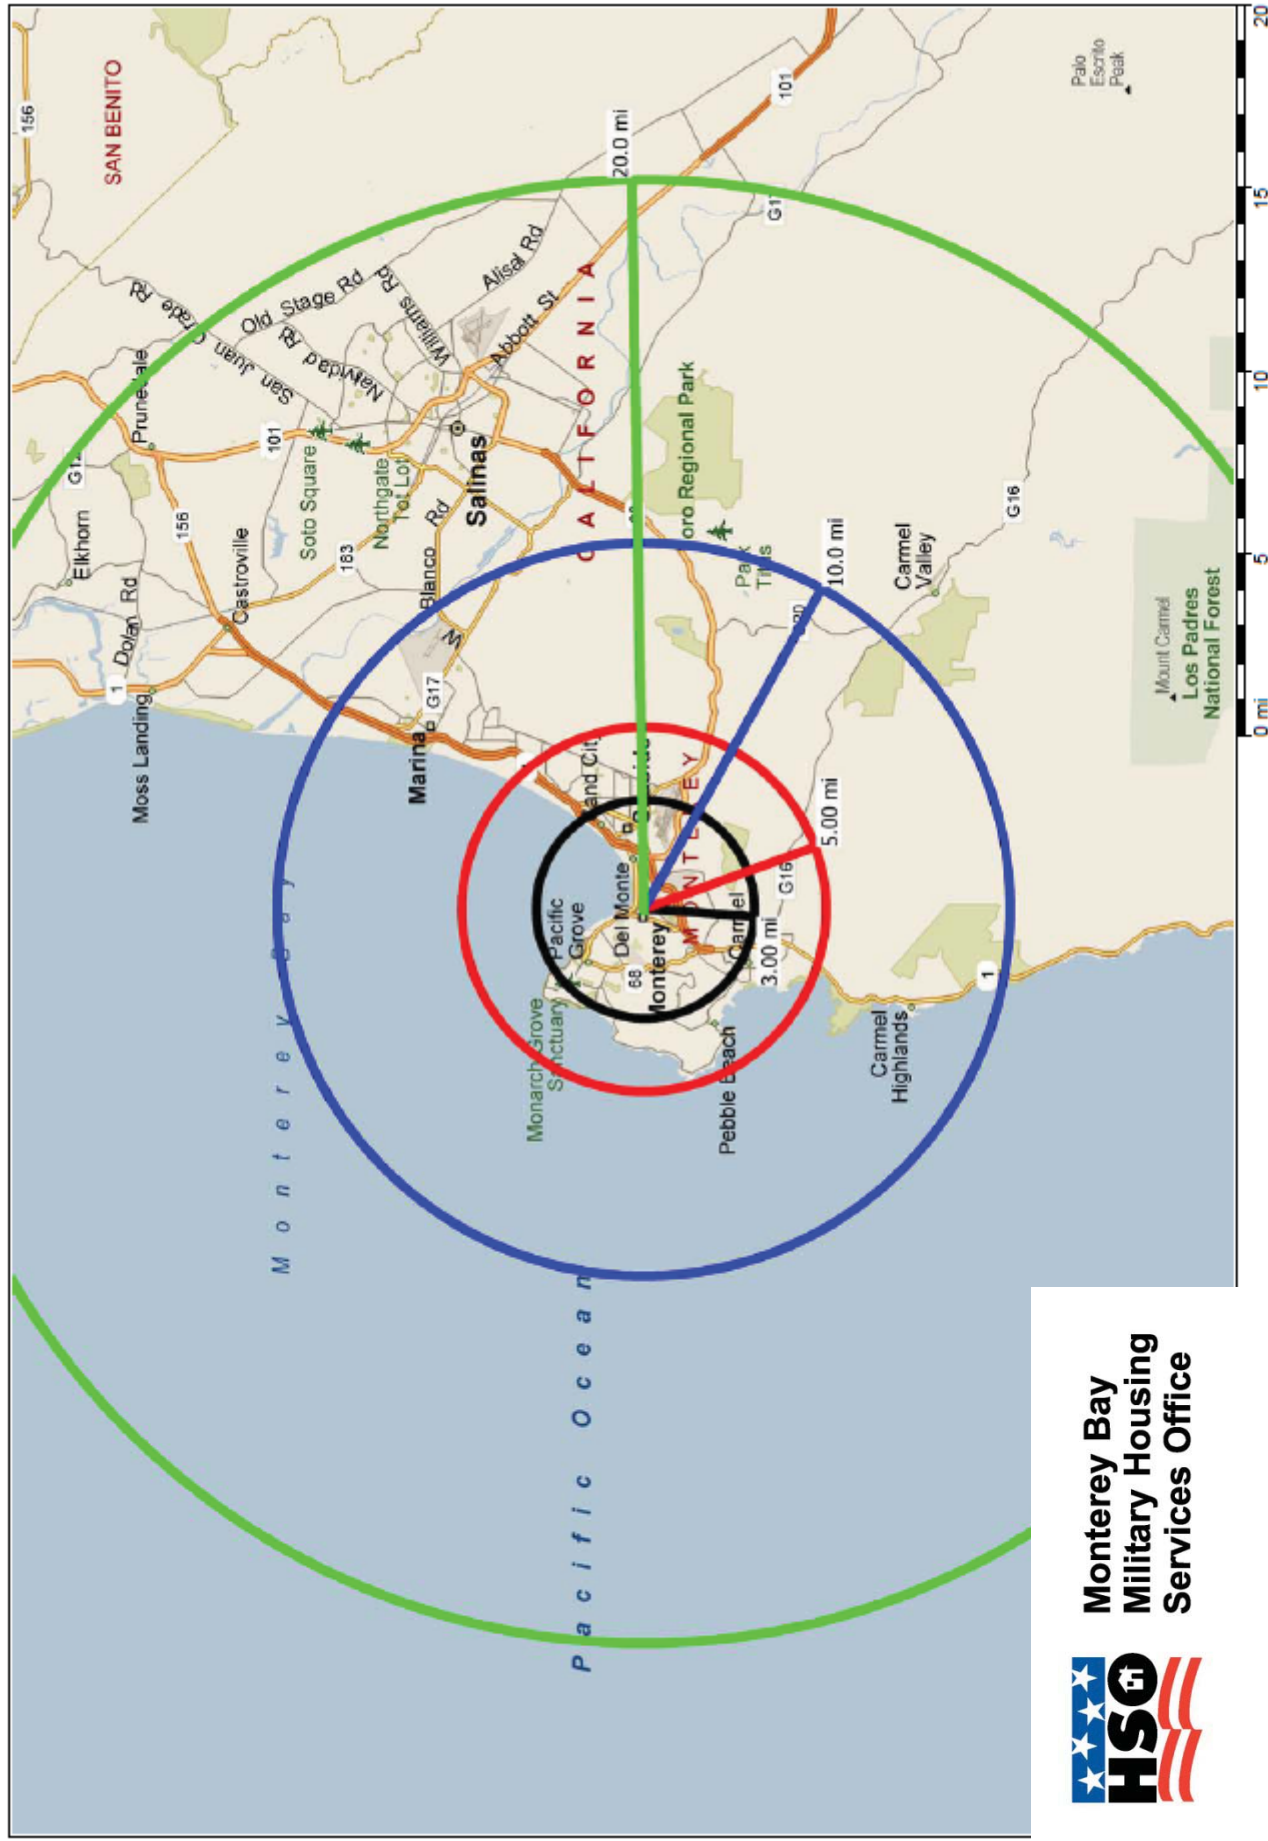 156
SAN BENITO
Palo
Escrito
Peak
101
20.0 mi
G12
Elkhorn
Prunedale
San Juan Grade Rd
Old Stage Rd
Natividad Rd
Williams Rd
Alisal Rd
Abbott St
101
Soto Square
Northgate
Tot Lot
Salinas
156
183
Castroville
Dolan Rd
1
Moss Landing
Blanco Rd
W
G17
Marina
CALIFORNIA
68
G16
Carmel
Valley
10.0 mi
Mount Carmel
Los Padres
National Forest
Monterey Bay
Pacific
Grove
Del Monte
68
Monterey
MONTEREY
Carmel
G16
5.00 mi
3.00 mi
Monarch Grove
Sanctuary
Pebble Beach
Carmel
Highlands
1
Pacific Ocean
0 mi
5
10
15
20
HSO
Monterey Bay
Military Housing
Services Office